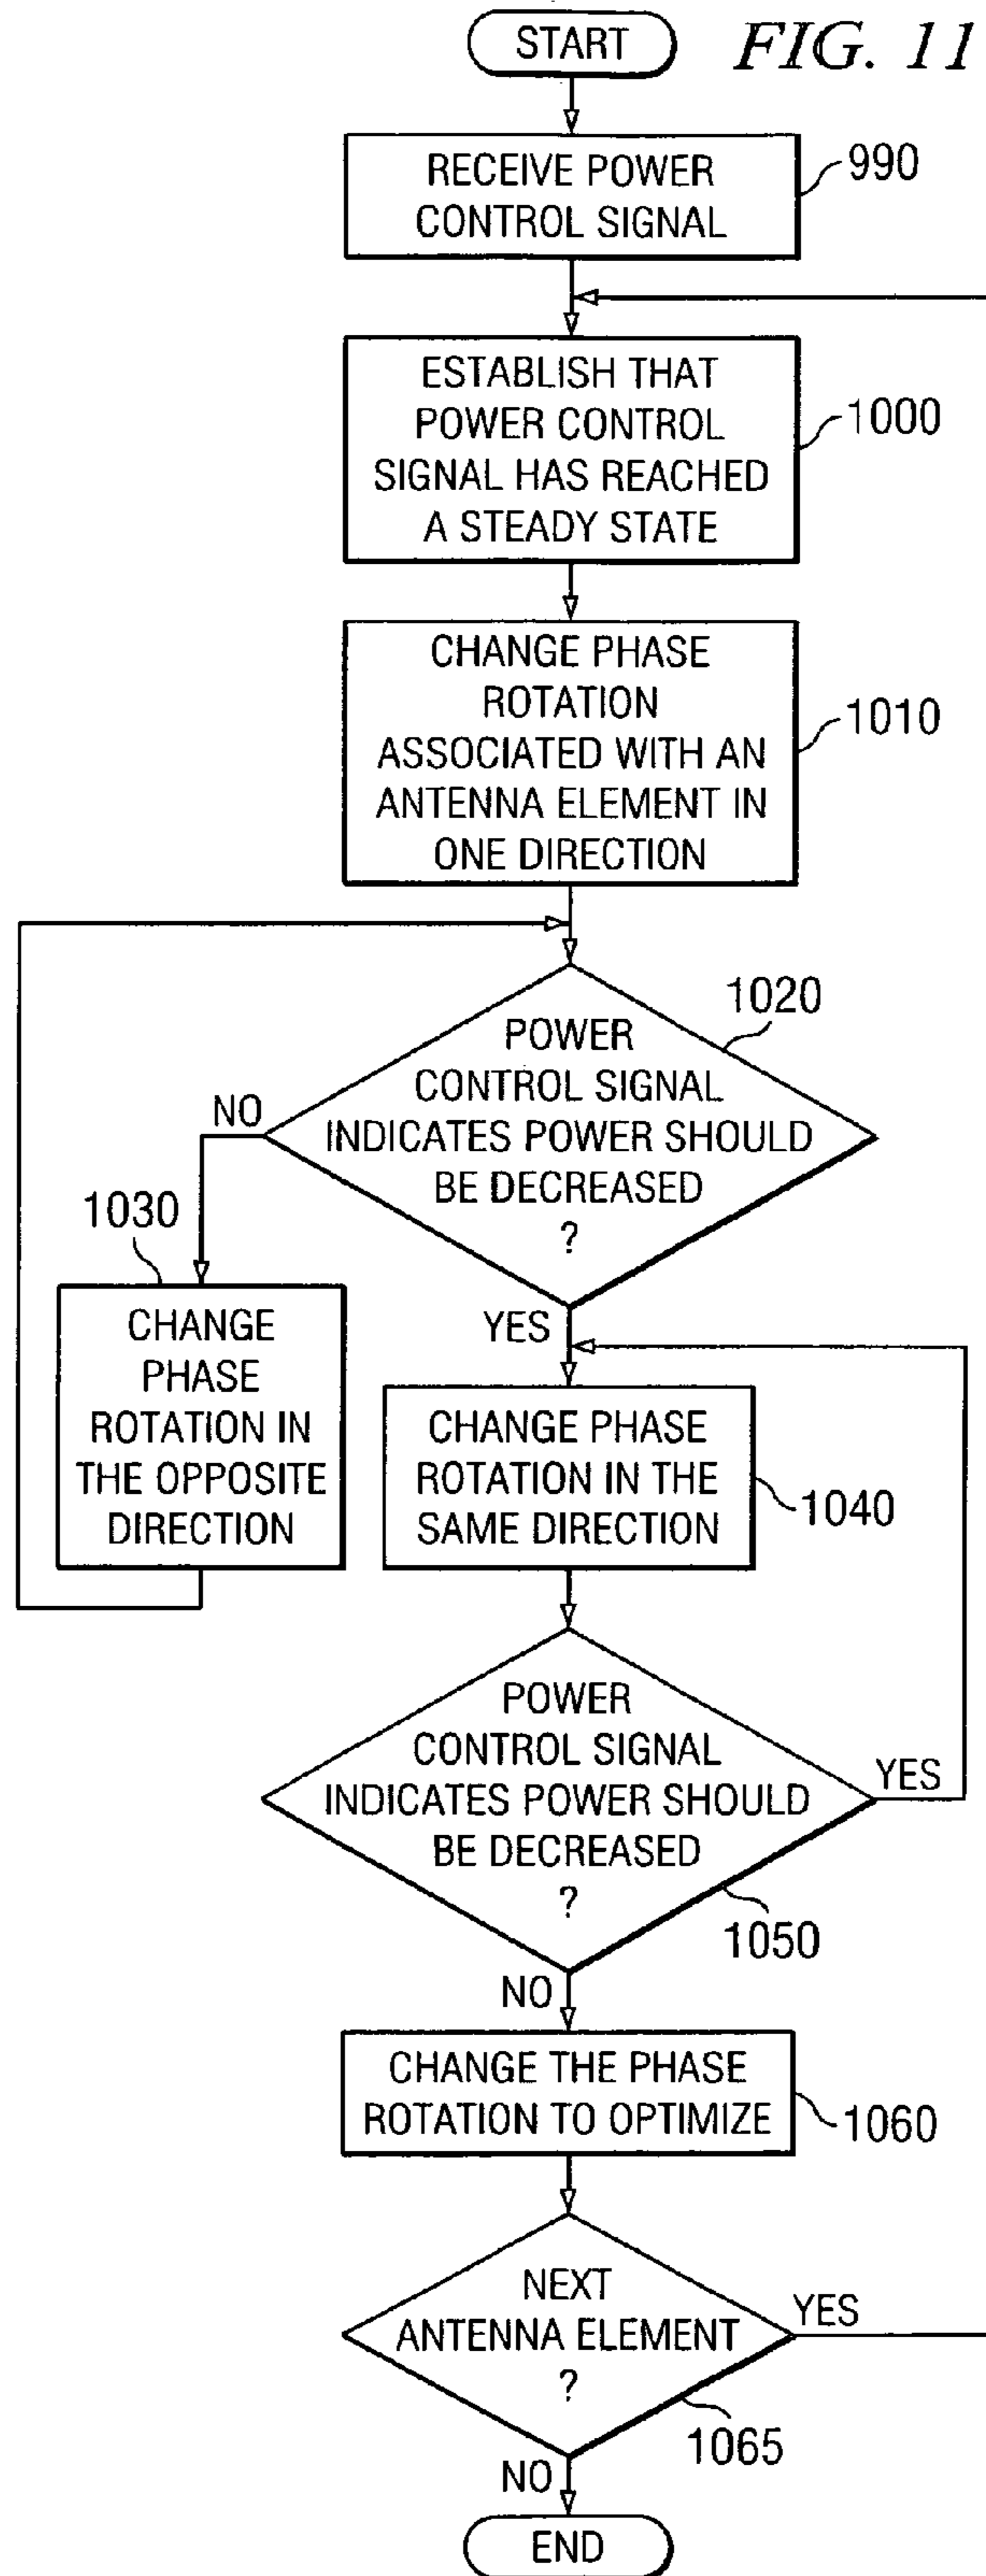 START
FIG. 11
RECEIVE POWER
CONTROL SIGNAL
990
ESTABLISH THAT
POWER CONTROL
SIGNAL HAS REACHED
A STEADY STATE
1000
CHANGE PHASE
ROTATION
ASSOCIATED WITH AN
ANTENNA ELEMENT IN
ONE DIRECTION
1010
1020
POWER
CONTROL SIGNAL
INDICATES POWER SHOULD
BE DECREASED
?
NO
1030
CHANGE
PHASE
ROTATION IN
THE OPPOSITE
DIRECTION
YES
CHANGE PHASE
ROTATION IN THE
SAME DIRECTION
1040
POWER
CONTROL SIGNAL
INDICATES POWER SHOULD
BE DECREASED
?
YES
1050
NO
CHANGE THE PHASE
ROTATION TO OPTIMIZE
1060
NEXT
ANTENNA ELEMENT
?
YES
1065
NO
END